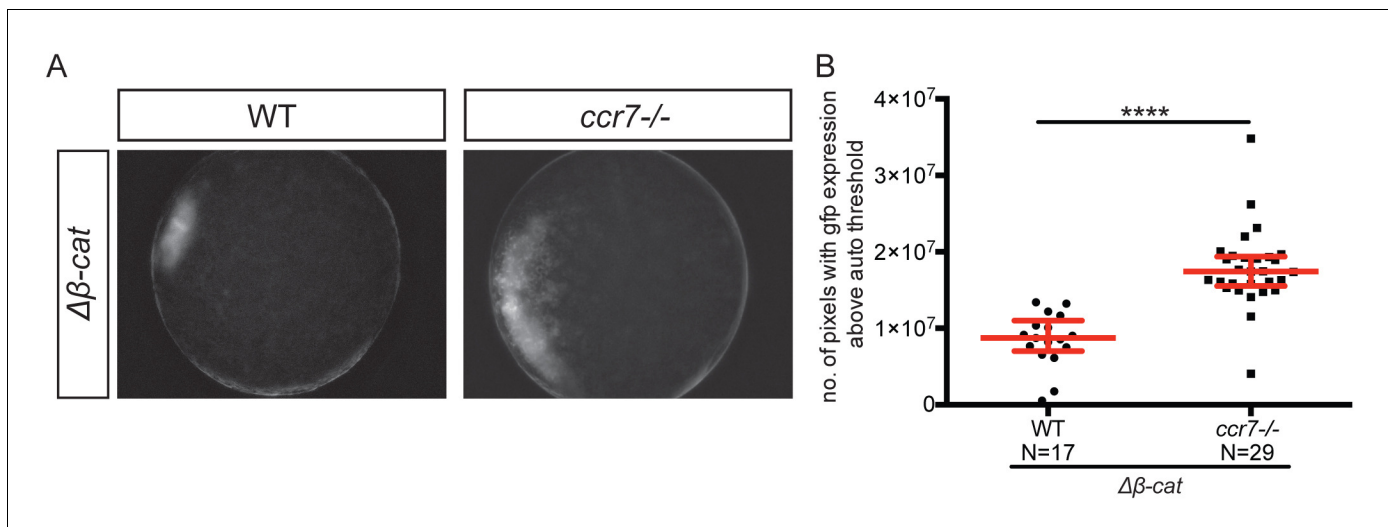 A
WT
ccr7-/-
Δβ-cat
B
no. of pixels with gfp expression
above auto threshold
4×10⁷
3×10⁷
2×10⁷
1×10⁷
0
****
WT
N=17
ccr7-/-
N=29
Δβ-cat